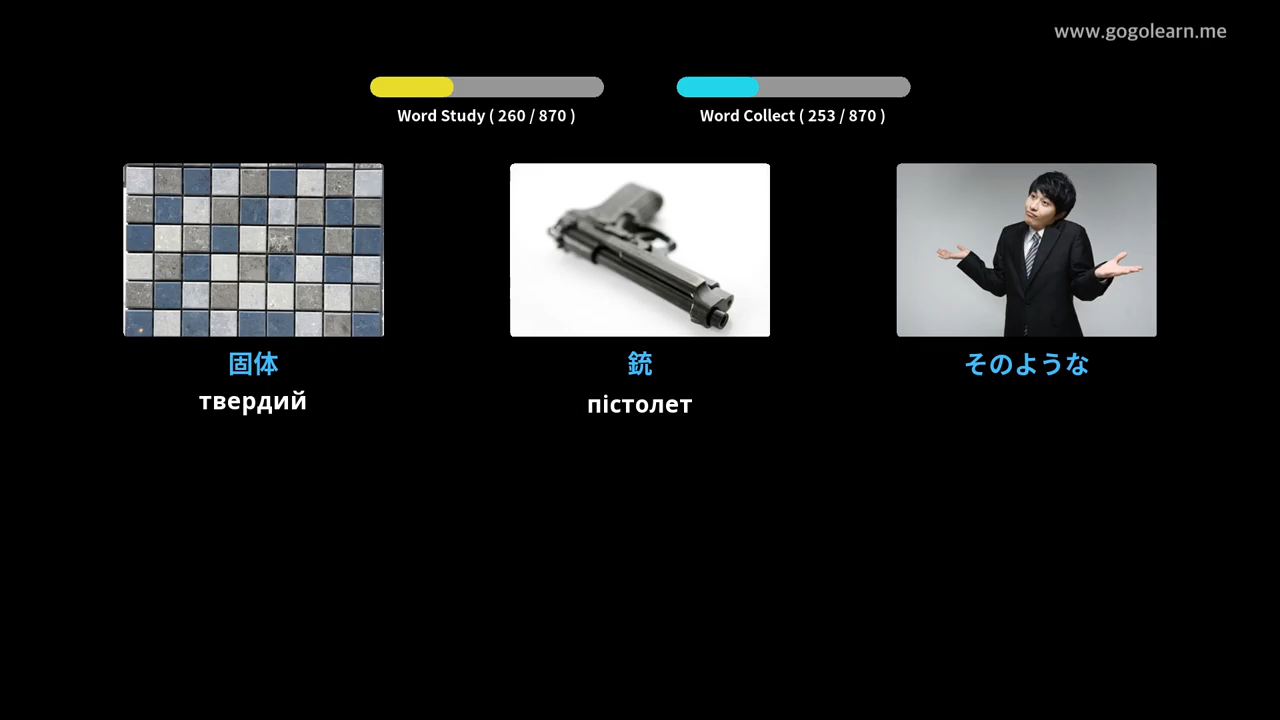 www.gogolearn.me
Word Study ( 260 / 870 )
Word Collect ( 253 / 870 )
固体
твердий
銃
пістолет
そのような